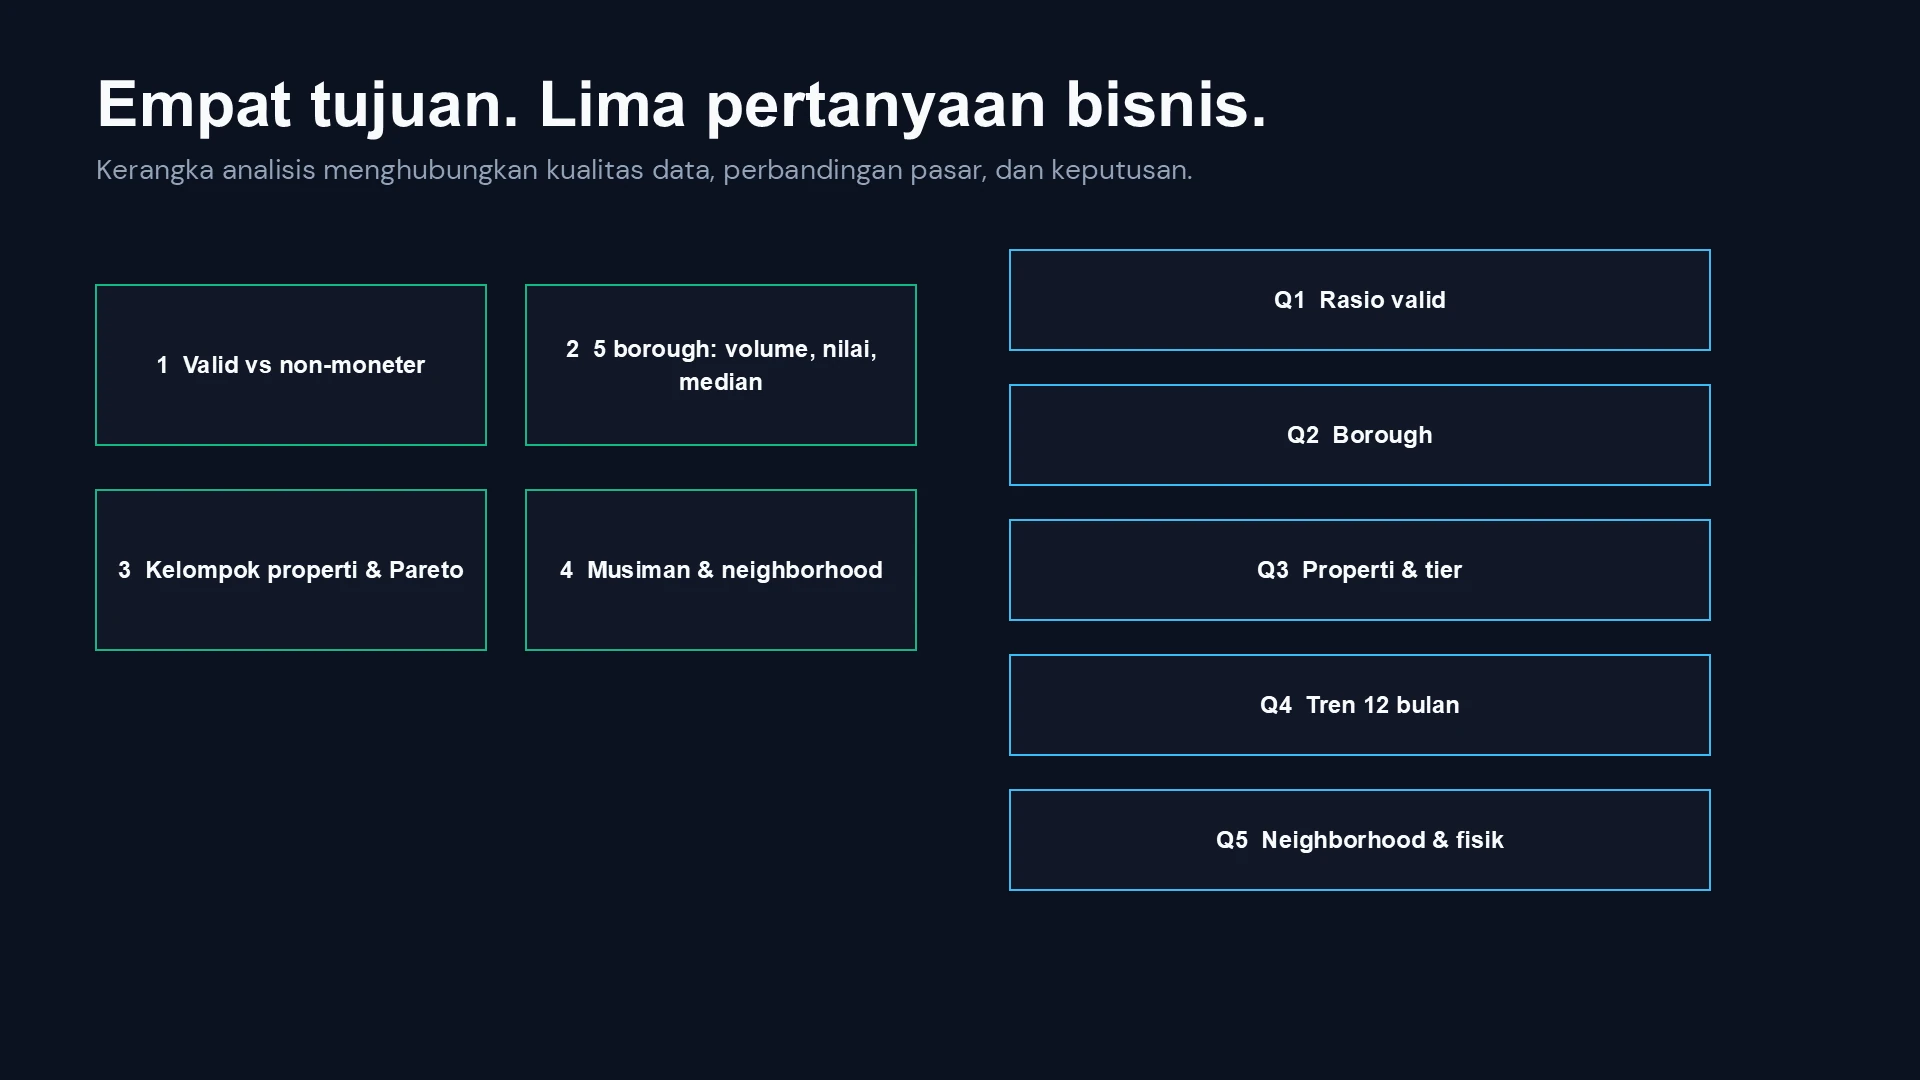 Empat tujuan. Lima pertanyaan bisnis.
Kerangka analisis menghubungkan kualitas data, perbandingan pasar, dan keputusan.
1 Valid vs non-moneter
2 5 borough: volume, nilai,
median
3 Kelompok properti & Pareto
4 Musiman & neighborhood
Q1 Rasio valid
Q2 Borough
Q3 Properti & tier
Q4 Tren 12 bulan
Q5 Neighborhood & fisik